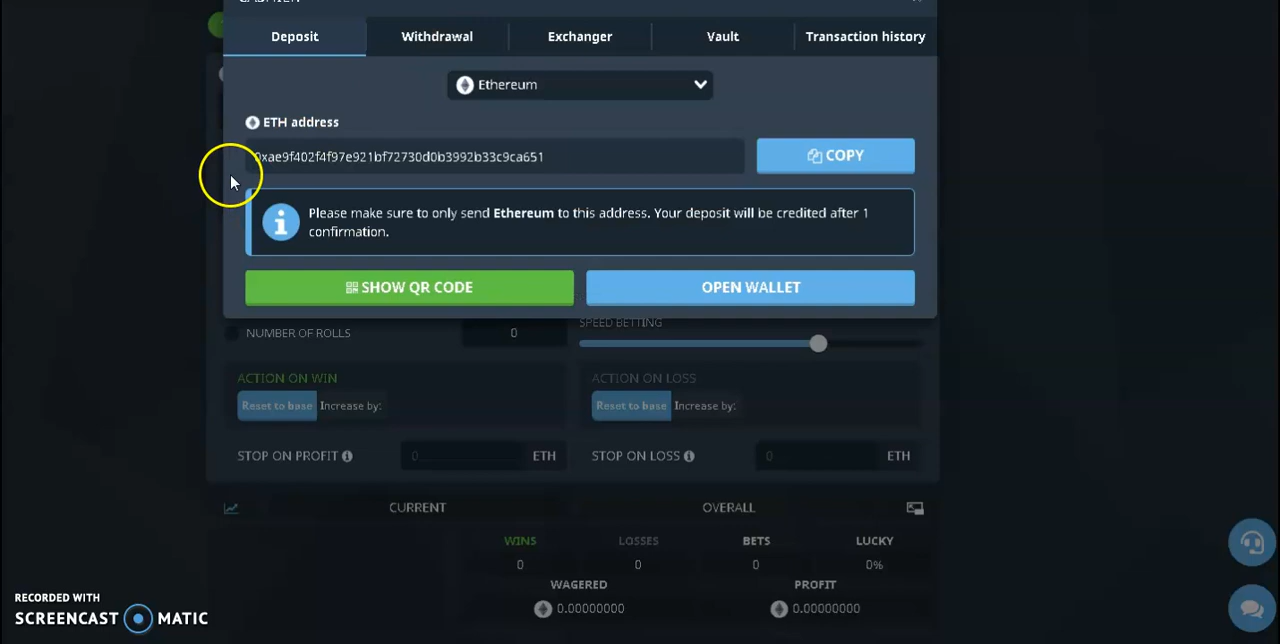 CASHIER
Deposit
Withdrawal
Exchanger
Vault
Transaction history
Ethereum
ETH address
0xae9f402f4f97e921bf72730d0b3992b33c9ca651
COPY
Please make sure to only send Ethereum to this address. Your deposit will be credited after 1
confirmation.
SHOW QR CODE
OPEN WALLET
NUMBER OF ROLLS
0
SPEED BETTING
ACTION ON WIN
ACTION ON LOSS
Reset to base Increase by:
Reset to base Increase by:
STOP ON PROFIT
0
ETH
STOP ON LOSS
0
ETH
CURRENT
OVERALL
WINS
LOSSES
BETS
LUCKY
0
0
0
0%
WAGERED
PROFIT
0.00000000
0.00000000
RECORDED WITH
SCREENCAST MATIC